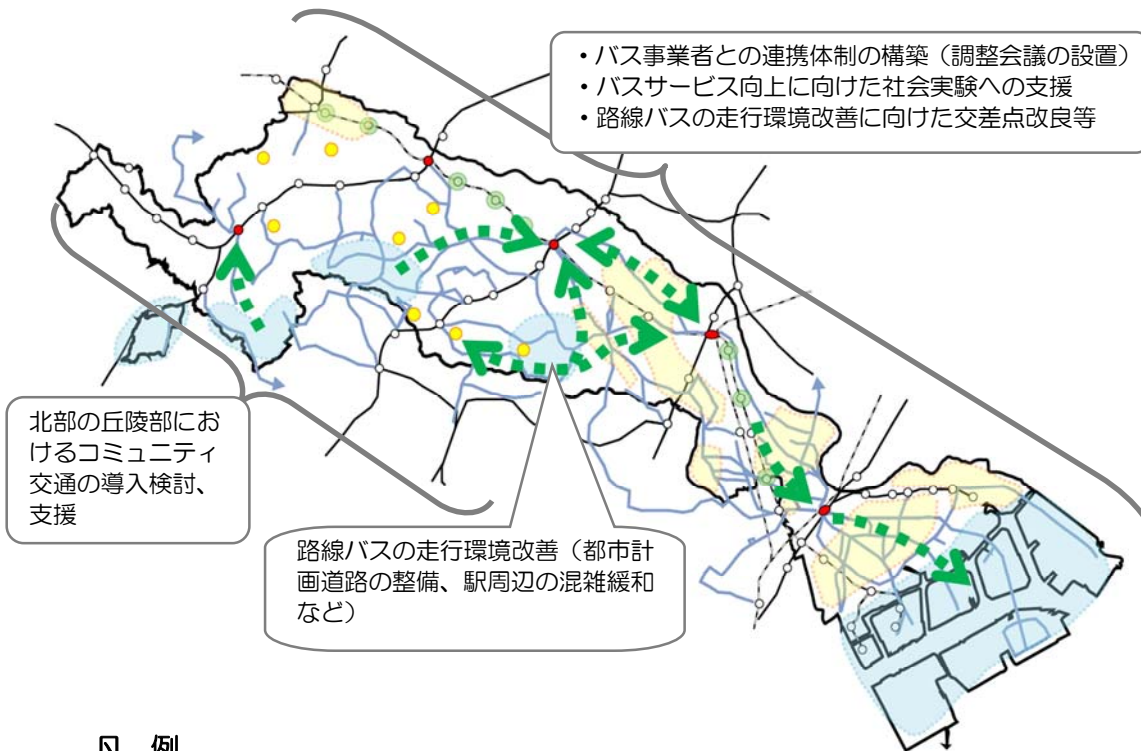 ・バス事業者との連携体制の構築（調整会議の設置）
・バスサービス向上に向けた社会実験への支援
・路線バスの走行環境改善に向けた交差点改良等
北部の丘陵部にお
けるコミュニティ
交通の導入検討、
支援
路線バスの走行環境改善（都市計
画道路の整備、駅周辺の混雑緩和
など）
凡 例